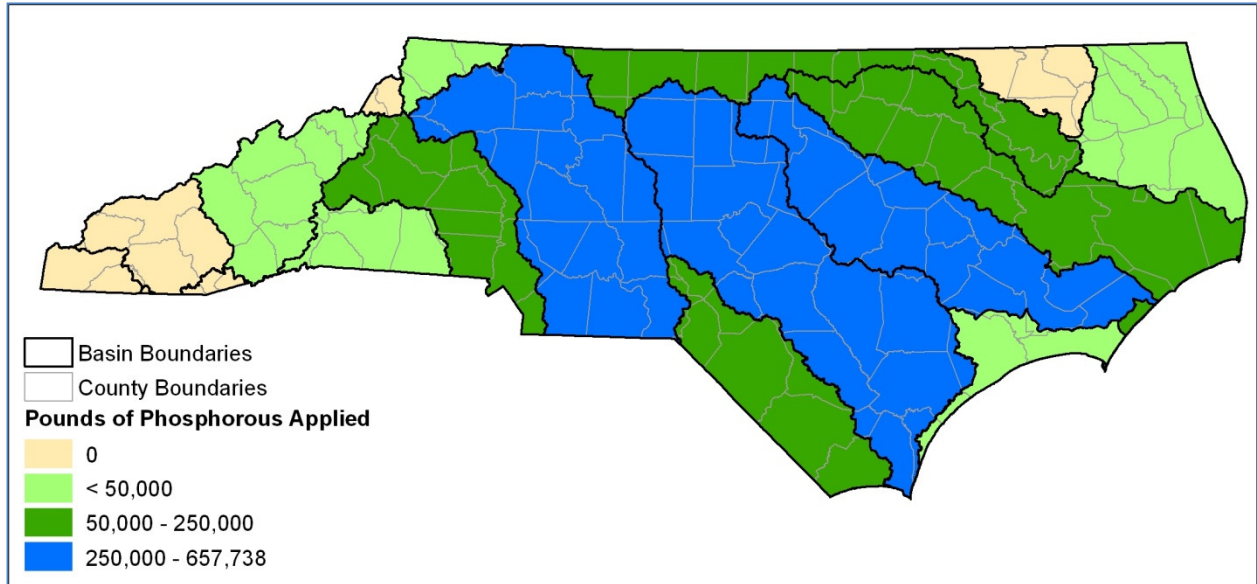 Basin Boundaries
County Boundaries
Pounds of Phosphorous Applied
0
< 50,000
50,000 - 250,000
250,000 - 657,738